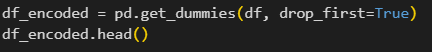 df_encoded = pd.get_dummies(df, drop_first=True)
df_encoded.head()